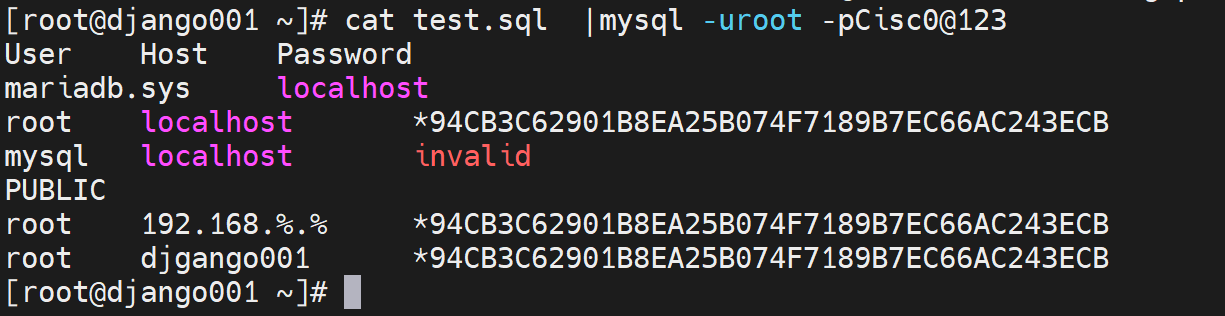 [root@django001 ~]# cat test.sql  |mysql -uroot -pCisc0@123
User    Host    Password
mariadb.sys     localhost
root    localhost       *94CB3C62901B8EA25B074F7189B7EC66AC243ECB
mysql   localhost       invalid
PUBLIC
root    192.168.%.%     *94CB3C62901B8EA25B074F7189B7EC66AC243ECB
root    djgango001      *94CB3C62901B8EA25B074F7189B7EC66AC243ECB
[root@django001 ~]#